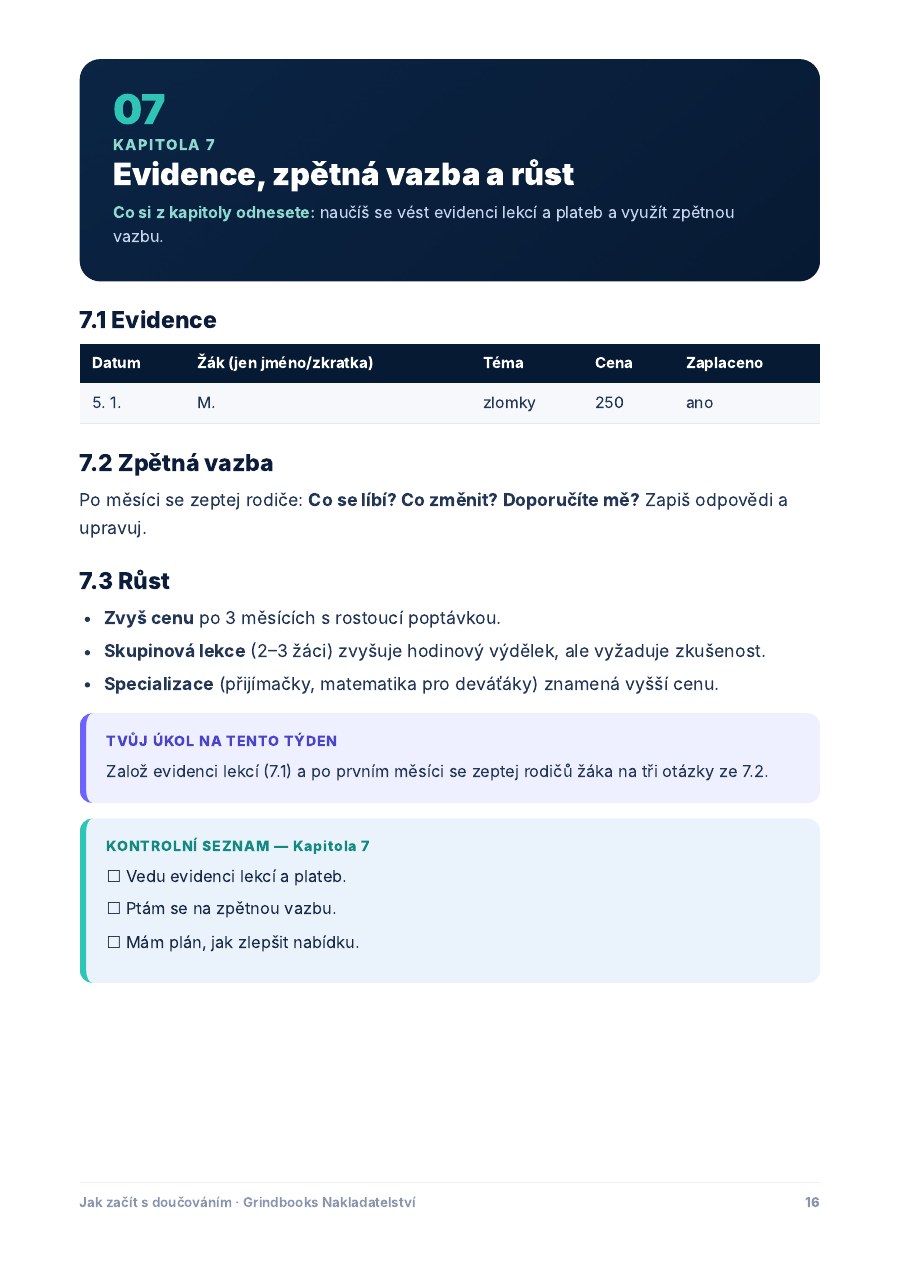 07
KAPITOLA 7
Evidence, zpětná vazba a růst
Co si z kapitoly odnesete: naučíš se vést evidenci lekcí a plateb a využít zpětnou
vazbu.
7.1 Evidence
Datum Žák (jen jméno/zkratka) Téma Cena Zaplaceno
5. 1. M. zlomky 250 ano
7.2 Zpětná vazba
Po měsíci se zeptej rodiče: Co se líbí? Co změnit? Doporučíte mě? Zapiš odpovědi a
upravuj.
7.3 Růst
• Zvyš cenu po 3 měsících s rostoucí poptávkou.
• Skupinová lekce (2–3 žáci) zvyšuje hodinový výdělek, ale vyžaduje zkušenost.
• Specializace (přijímačky, matematika pro deváťáky) znamená vyšší cenu.
TVŮJ ÚKOL NA TENTO TÝDEN
Založ evidenci lekcí (7.1) a po prvním měsíci se zeptej rodičů žáka na tři otázky ze 7.2.
KONTROLNÍ SEZNAM — Kapitola 7
☐ Vedu evidenci lekcí a plateb.
☐ Ptám se na zpětnou vazbu.
☐ Mám plán, jak zlepšit nabídku.
Jak začít s doučováním · Grindbooks Nakladatelství 16